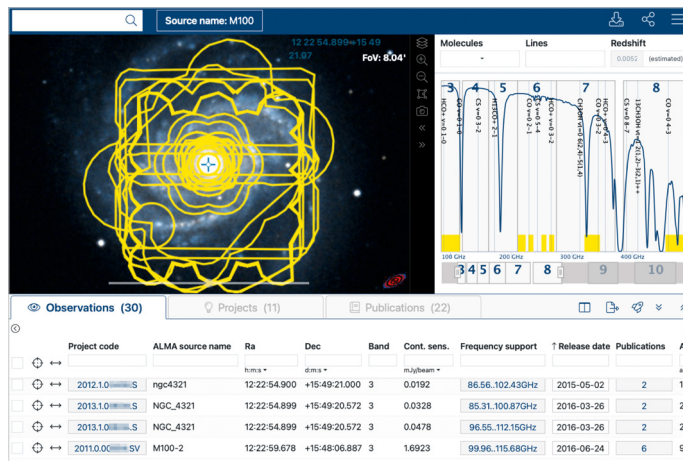 Source name: M100
12 22 54.899+15 49
21.07
FoV: 8.04'
Molecules Lines Redshift
0.0052 (estimated)
3 4 5 6 7 8
HCO+ v=0 1-0
CO v=0 1-0
CS v=0 3-2
H13CO+ 2-1
CO v=0 2-1
CS v=0 5-4
HCO+ v=0 3-2
CO v=0 3-2
HCO+ v=0 4-3
CS v=0 8-7
CO v=0 4-3
100 GHz 200 GHz 300 GHz 400 GHz
3 4 5 6 7 8 9 10
Observations (30) Projects (11) Publications (22)
Project code ALMA source name Ra Dec Band Cont. sens. Frequency support ↑ Release date Publications A
h:m:s d:m:s mJy/beam
2012.1.0 .S ngc4321 12:22:54.900 +15:49:21.000 3 0.0192 86.56..102.43GHz 2015-05-02 2 1
2013.1.0 .S NGC_4321 12:22:54.899 +15:49:20.572 3 0.0328 85.31..100.87GHz 2016-03-26 2
2013.1.0 .S NGC_4321 12:22:54.899 +15:49:20.572 3 0.0478 96.55..112.15GHz 2016-03-26 2
2011.0.00 SV M100-2 12:22:59.678 +15:48:06.887 3 1.6923 99.96..115.68GHz 2016-06-24 6